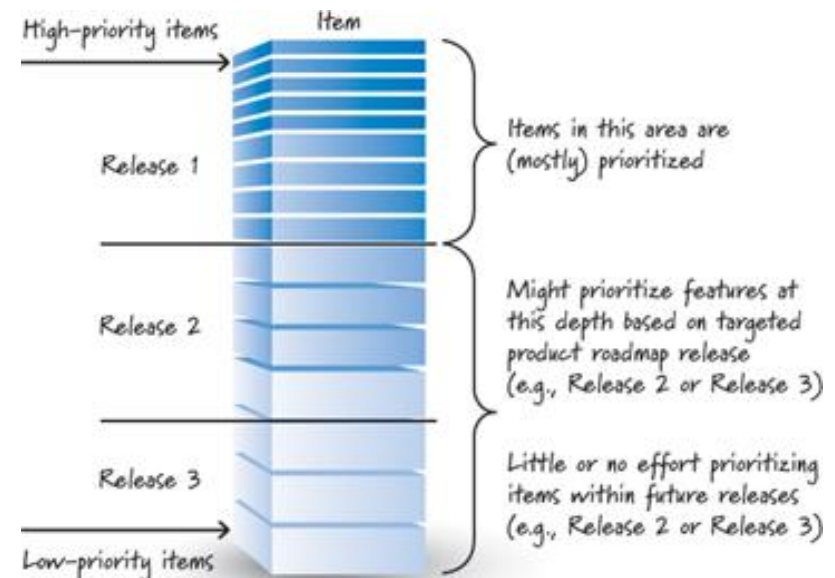 High-priority items
Item
Release 1
Items in this area are
(mostly) prioritized
Release 2
Might prioritize features at
this depth based on targeted
product roadmap release
(e.g., Release 2 or Release 3)
Release 3
Little or no effort prioritizing
items within future releases
(e.g., Release 2 or Release 3)
Low-priority items